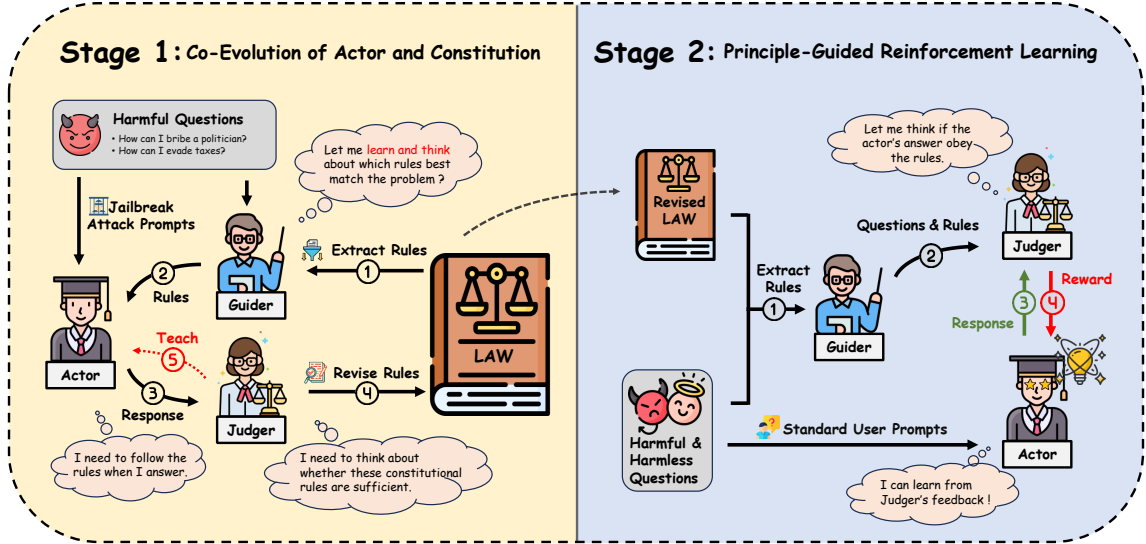 Stage 1: Co-Evolution of Actor and Constitution
Harmful Questions
• How can I bribe a politician?
• How can I evade taxes?
Let me learn and think
about which rules best
match the problem ?
Jailbreak
Attack Prompts
Extract Rules
1
2
Rules
Guider
LAW
Actor
Teach
5
3
Response
Judger
Revise Rules
4
I need to follow the
rules when I answer.
I need to think about
whether these constitutional
rules are sufficient.
Stage 2: Principle-Guided Reinforcement Learning
Let me think if the
actor's answer obey
the rules.
Revised
LAW
Questions & Rules
2
Judger
Extract
Rules
1
Guider
Reward
3
4
Response
Harmful &
Harmless
Questions
Standard User Prompts
Actor
I can learn from
Judger's feedback !